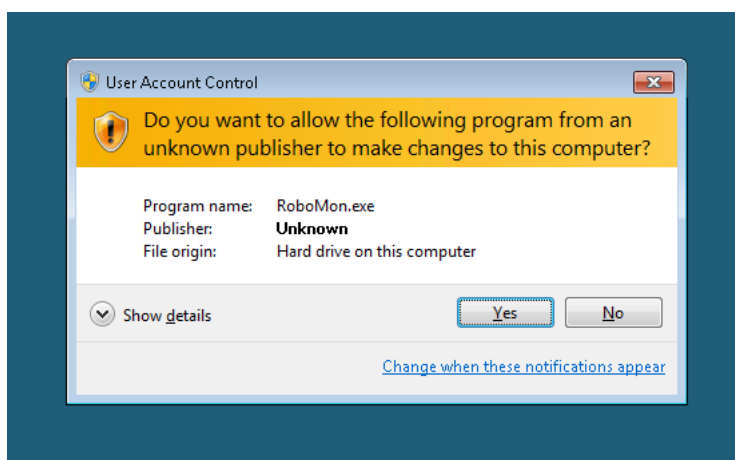 User Account Control
Do you want to allow the following program from an
unknown publisher to make changes to this computer?
Program name: RoboMon.exe
Publisher: Unknown
File origin: Hard drive on this computer
Show details
Yes
No
Change when these notifications appear